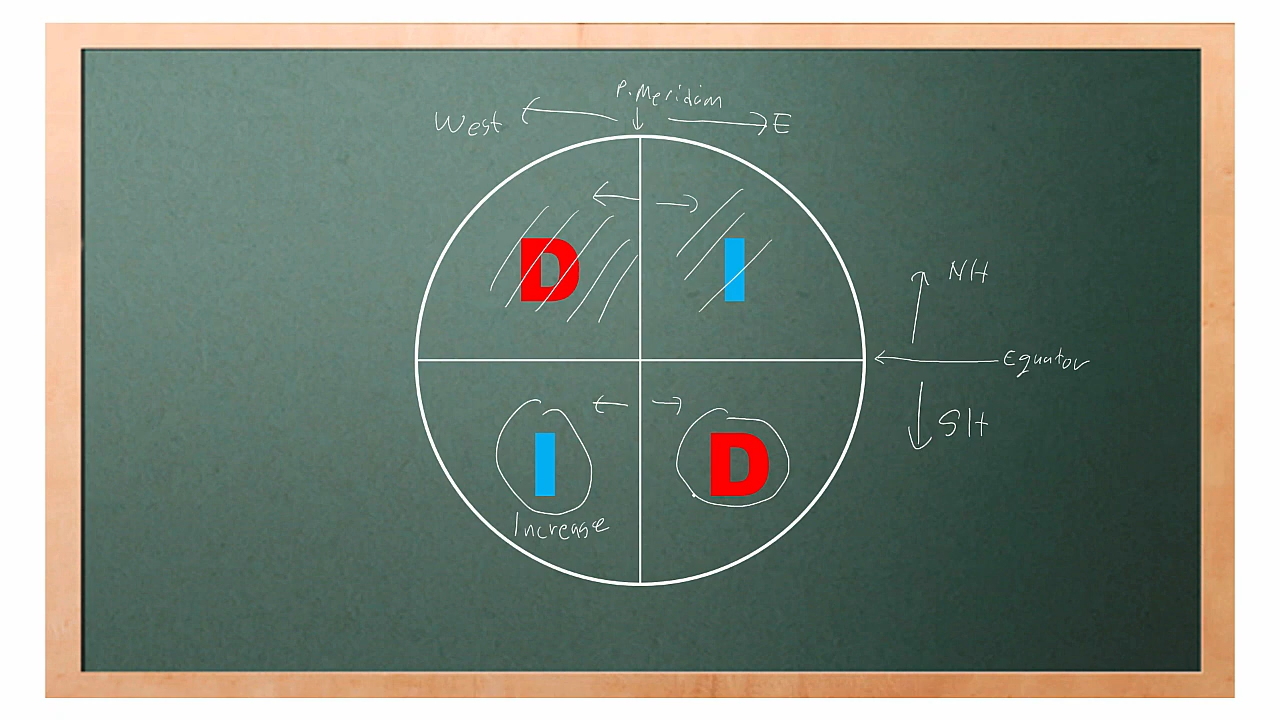 P.Meridian
West
E
D
I
NH
Equator
I
D
SH
Increase